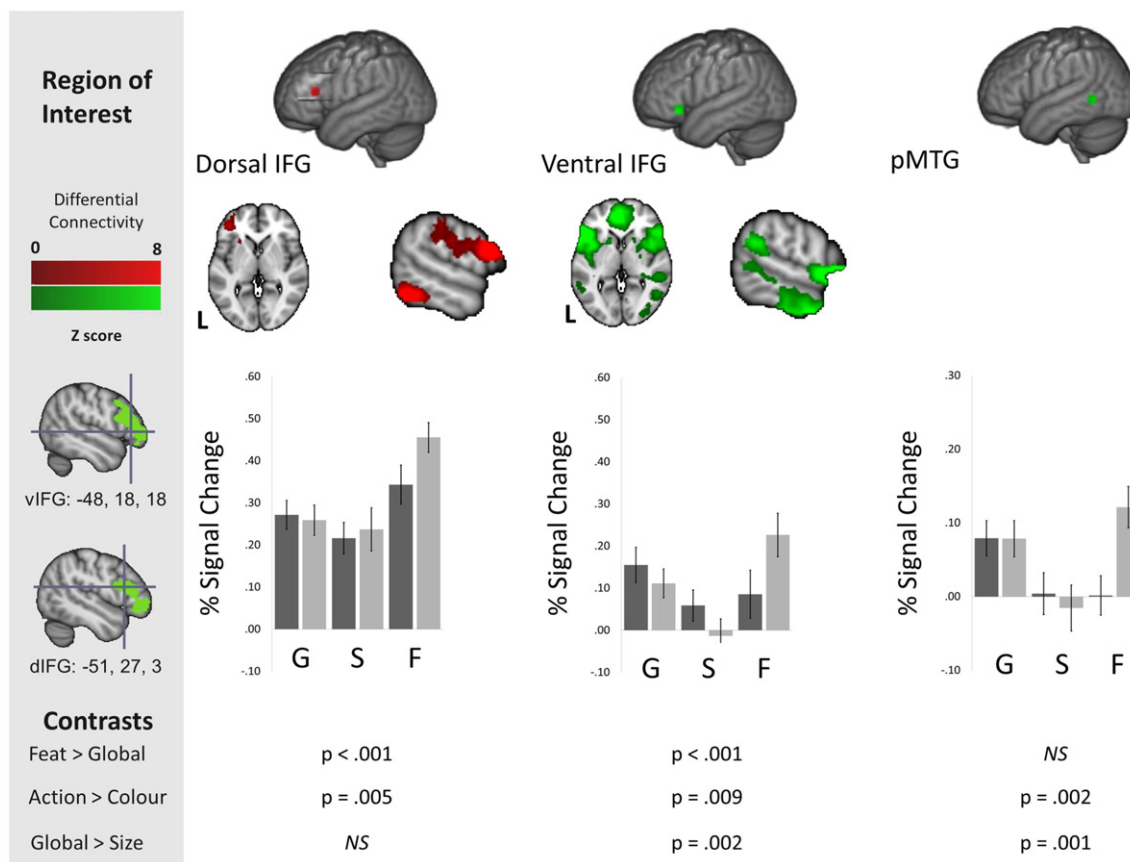 Region of
Interest
Differential
Connectivity
0 8
Z score
vIFG: -48, 18, 18
dIFG: -51, 27, 3
Dorsal IFG
L
% Signal Change
.60
.50
.40
.30
.20
.10
.00
-.10
G S F
Ventral IFG
L
% Signal Change
.60
.50
.40
.30
.20
.10
.00
-.10
G S F
pMTG
% Signal Change
.30
.20
.10
.00
-.10
G S F
Contrasts
Feat > Global p < .001 p < .001 NS
Action > Colour p = .005 p = .009 p = .002
Global > Size NS p = .002 p = .001